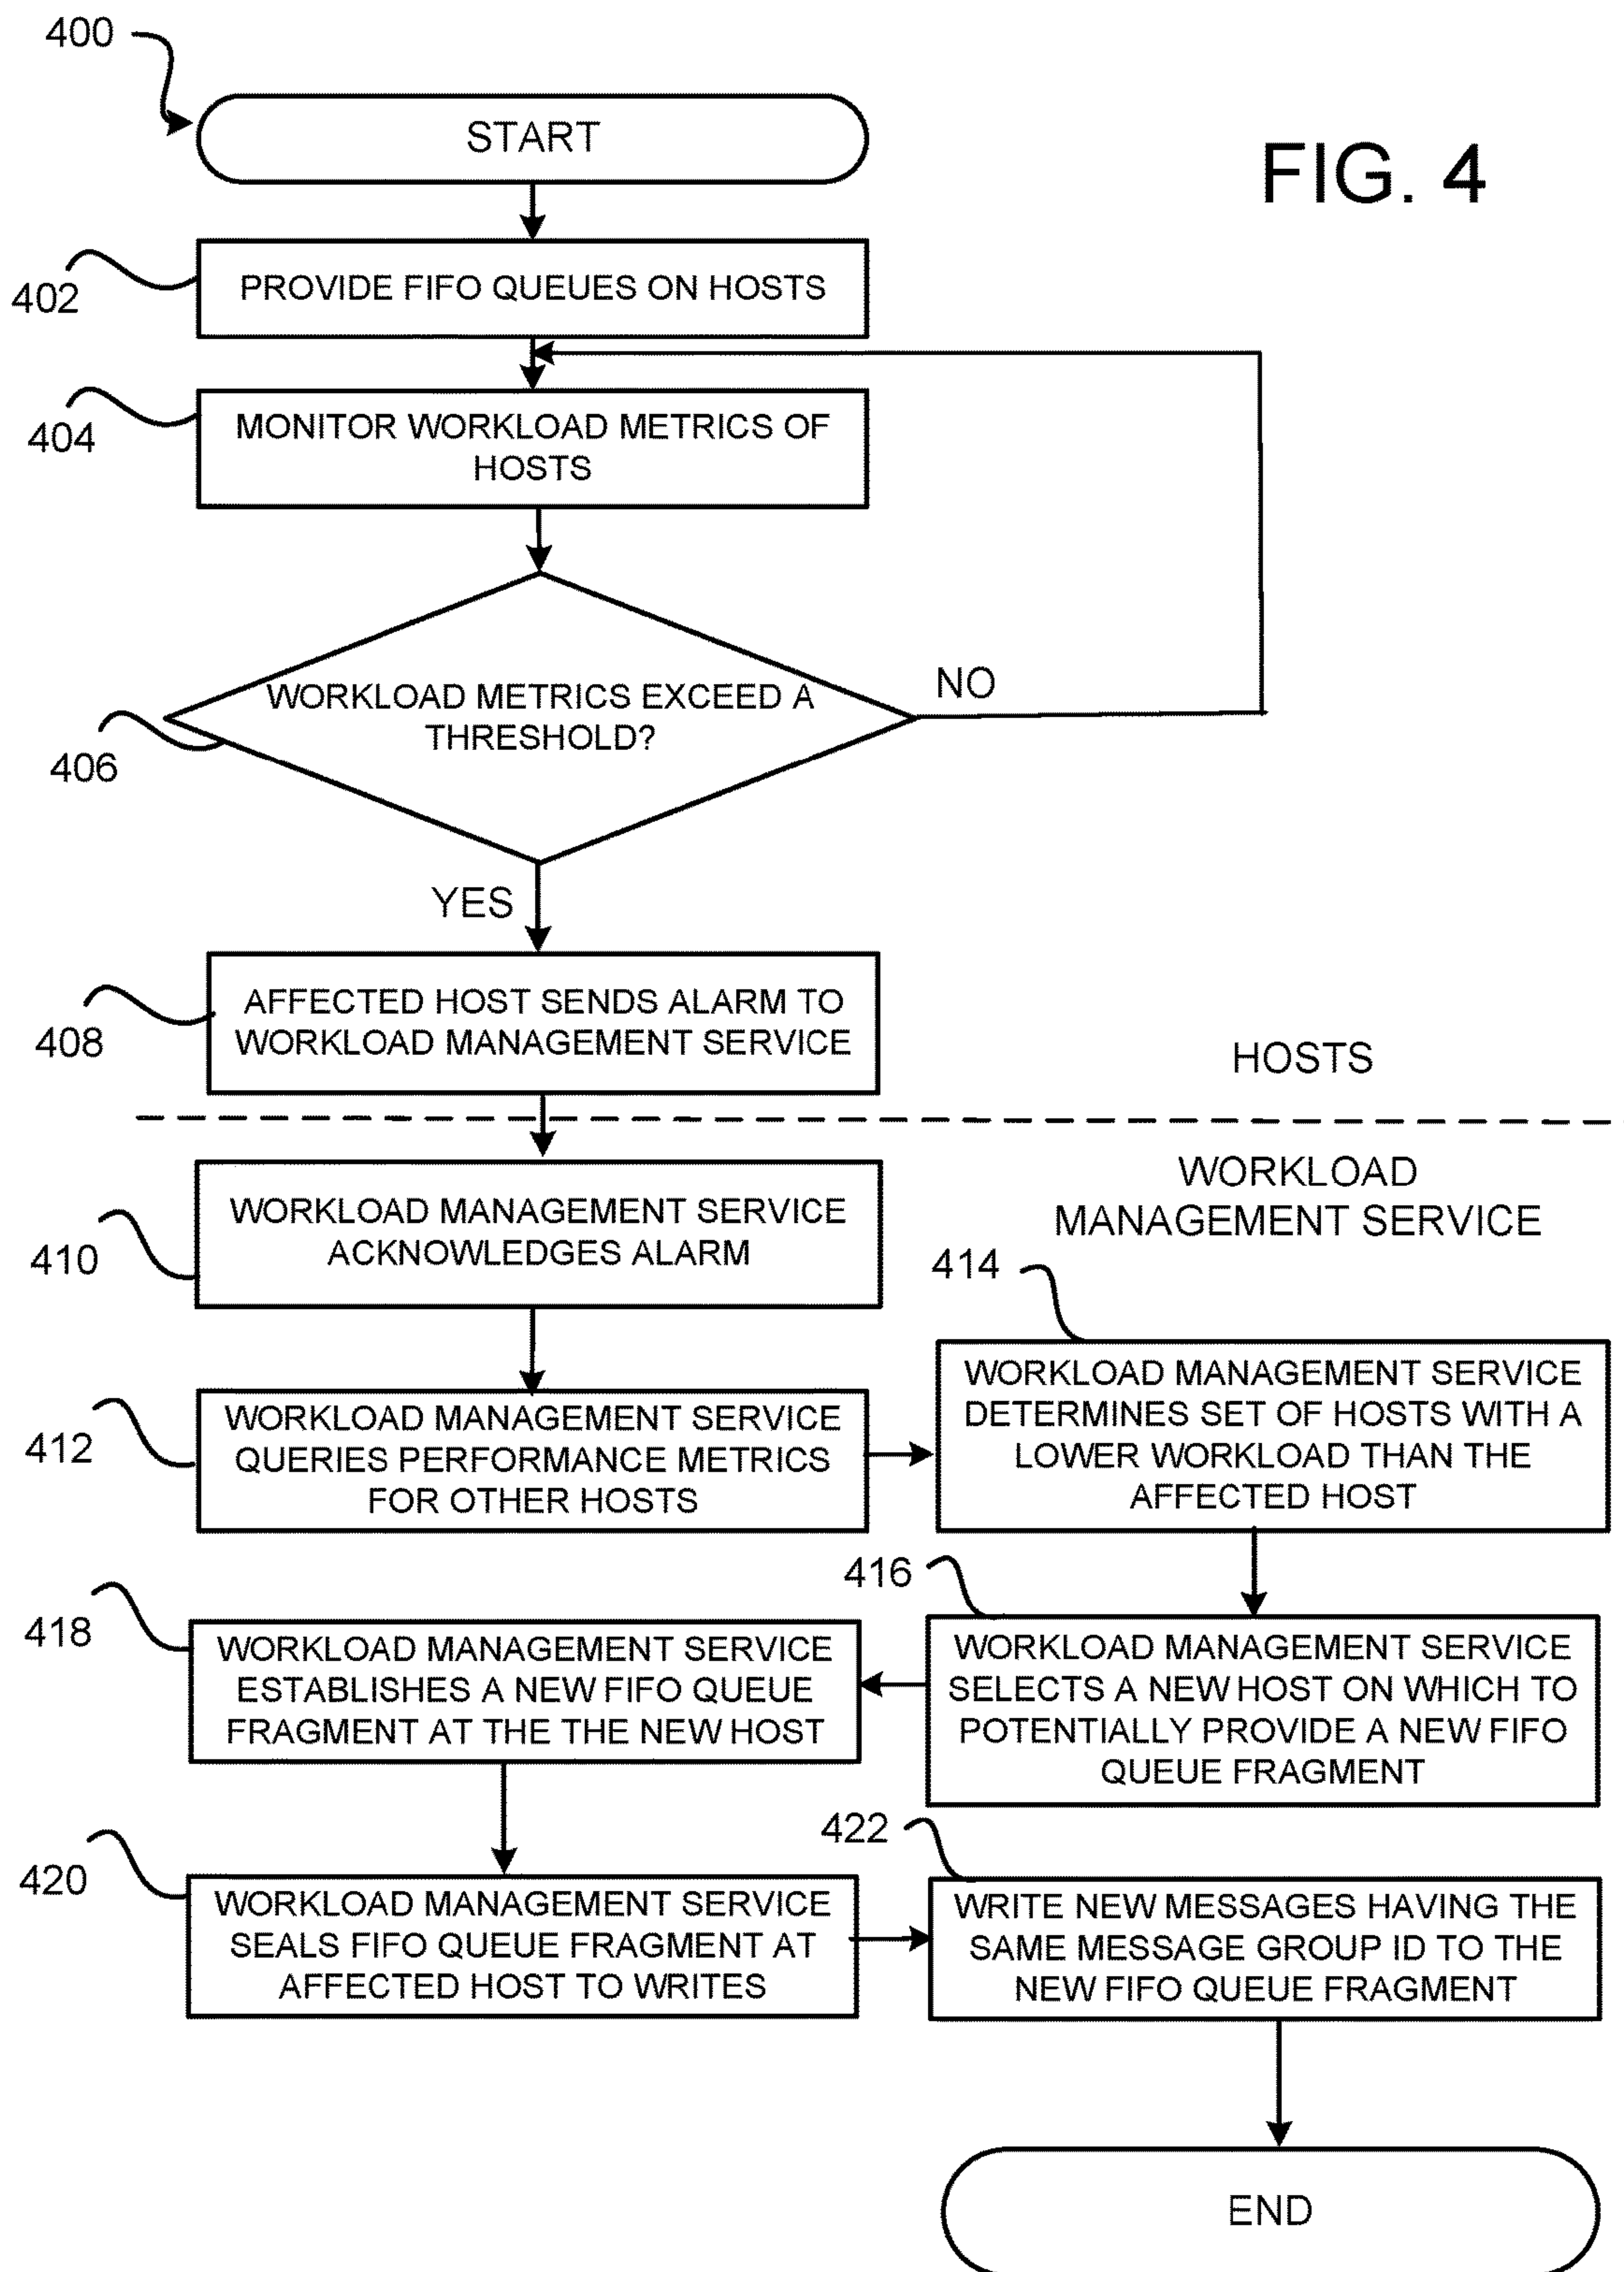 400
START
FIG. 4
402
PROVIDE FIFO QUEUES ON HOSTS
404
MONITOR WORKLOAD METRICS OF
HOSTS
NO
WORKLOAD METRICS EXCEED A
THRESHOLD?
406
YES
408
AFFECTED HOST SENDS ALARM TO
WORKLOAD MANAGEMENT SERVICE
HOSTS
WORKLOAD
MANAGEMENT SERVICE
410
WORKLOAD MANAGEMENT SERVICE
ACKNOWLEDGES ALARM
412
WORKLOAD MANAGEMENT SERVICE
QUERIES PERFORMANCE METRICS
FOR OTHER HOSTS
414
WORKLOAD MANAGEMENT SERVICE
DETERMINES SET OF HOSTS WITH A
LOWER WORKLOAD THAN THE
AFFECTED HOST
416
WORKLOAD MANAGEMENT SERVICE
SELECTS A NEW HOST ON WHICH TO
POTENTIALLY PROVIDE A NEW FIFO
QUEUE FRAGMENT
418
WORKLOAD MANAGEMENT SERVICE
ESTABLISHES A NEW FIFO QUEUE
FRAGMENT AT THE THE NEW HOST
420
WORKLOAD MANAGEMENT SERVICE
SEALS FIFO QUEUE FRAGMENT AT
AFFECTED HOST TO WRITES
422
WRITE NEW MESSAGES HAVING THE
SAME MESSAGE GROUP ID TO THE
NEW FIFO QUEUE FRAGMENT
END